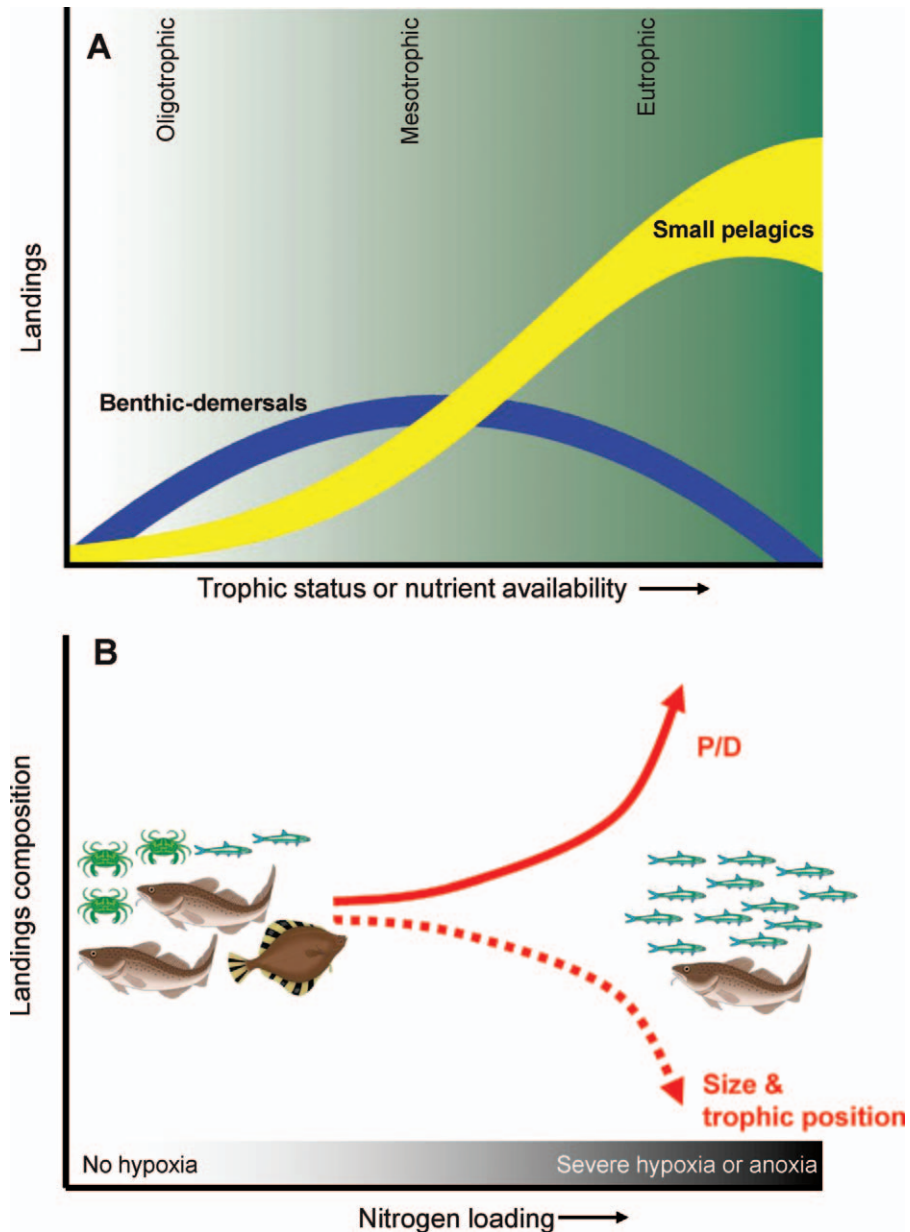 A
Oligotrophic
Mesotrophic
Eutrophic
Small pelagics
Benthic-demersals
Landings
Trophic status or nutrient availability
B
P/D
Landings composition
Size &
trophic position
No hypoxia
Severe hypoxia or anoxia
Nitrogen loading